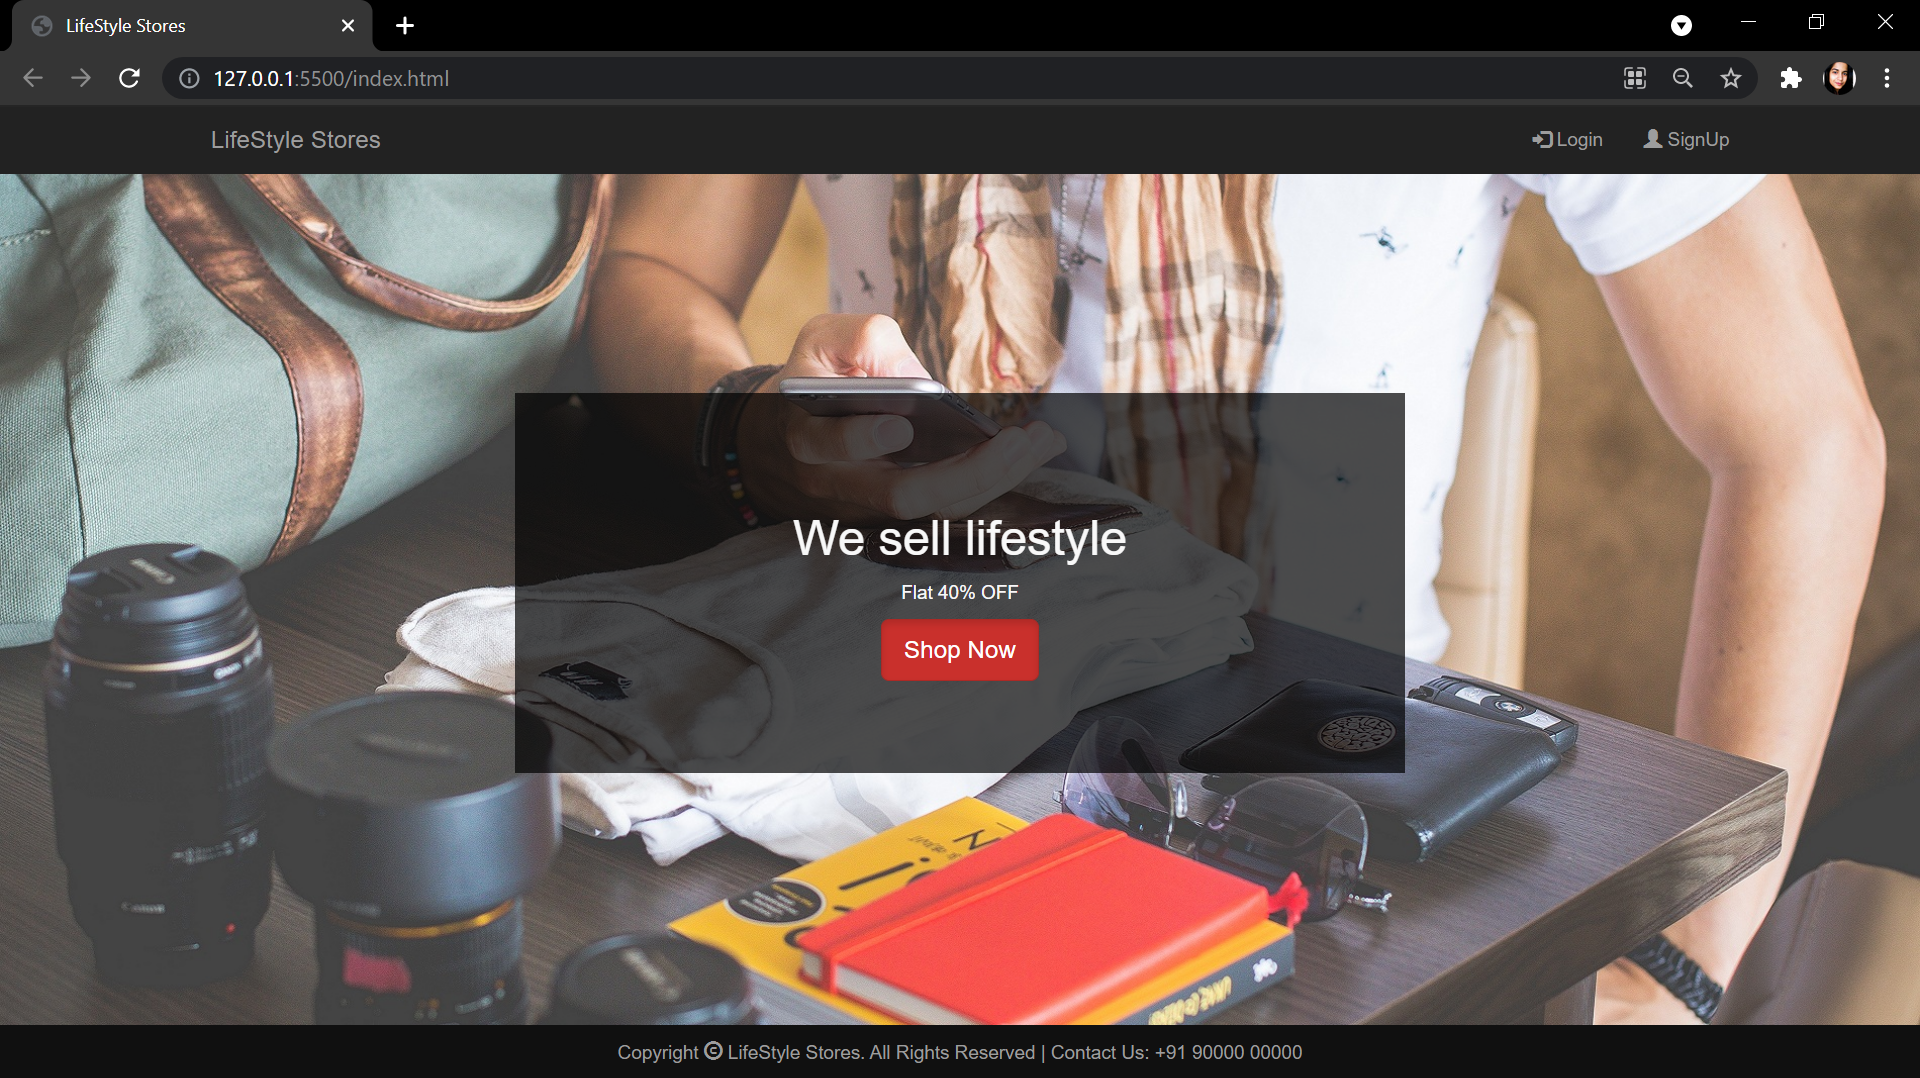 LifeStyle Stores
127.0.0.1:5500/index.html
LifeStyle Stores
Login
SignUp
We sell lifestyle
Flat 40% OFF
Shop Now
Canon
Copyright © LifeStyle Stores. All Rights Reserved | Contact Us: +91 90000 00000